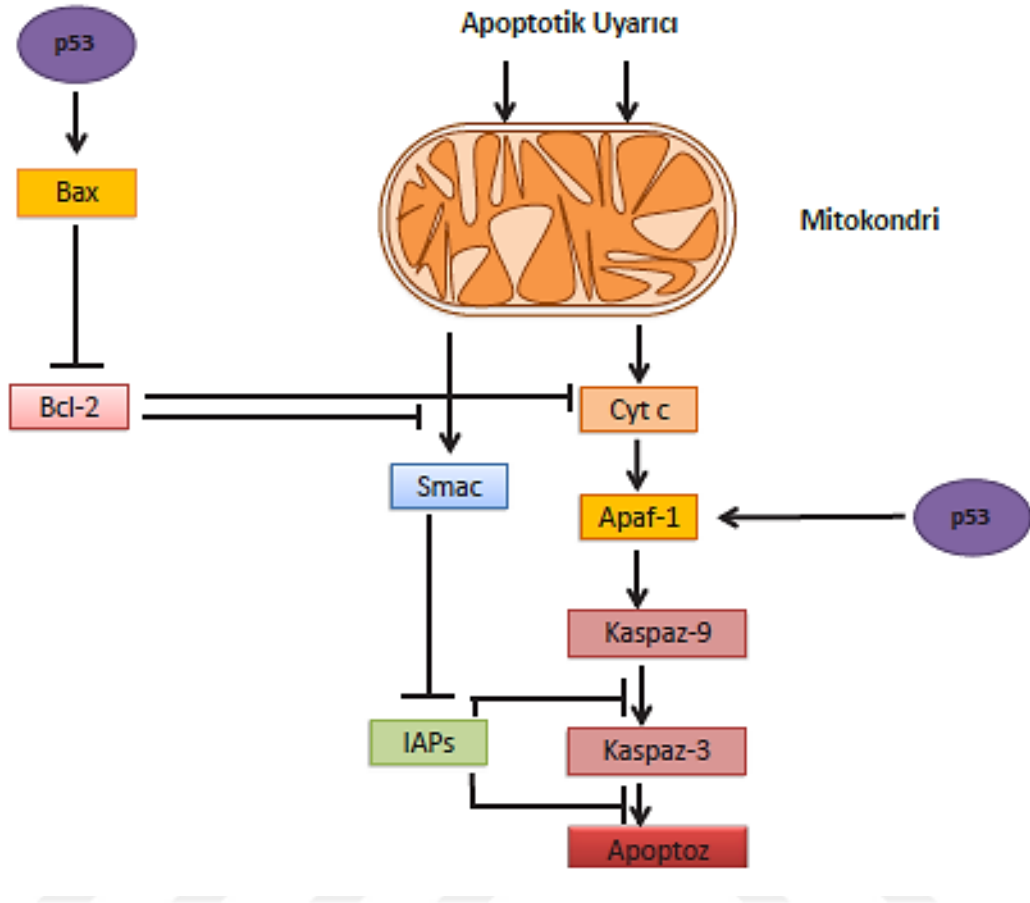 p53
Apoptotik Uyarıcı
Bax
Mitokondri
Bcl-2
Cyt c
Smac
Apaf-1
p53
Kaspaz-9
IAPs
Kaspaz-3
Apoptoz